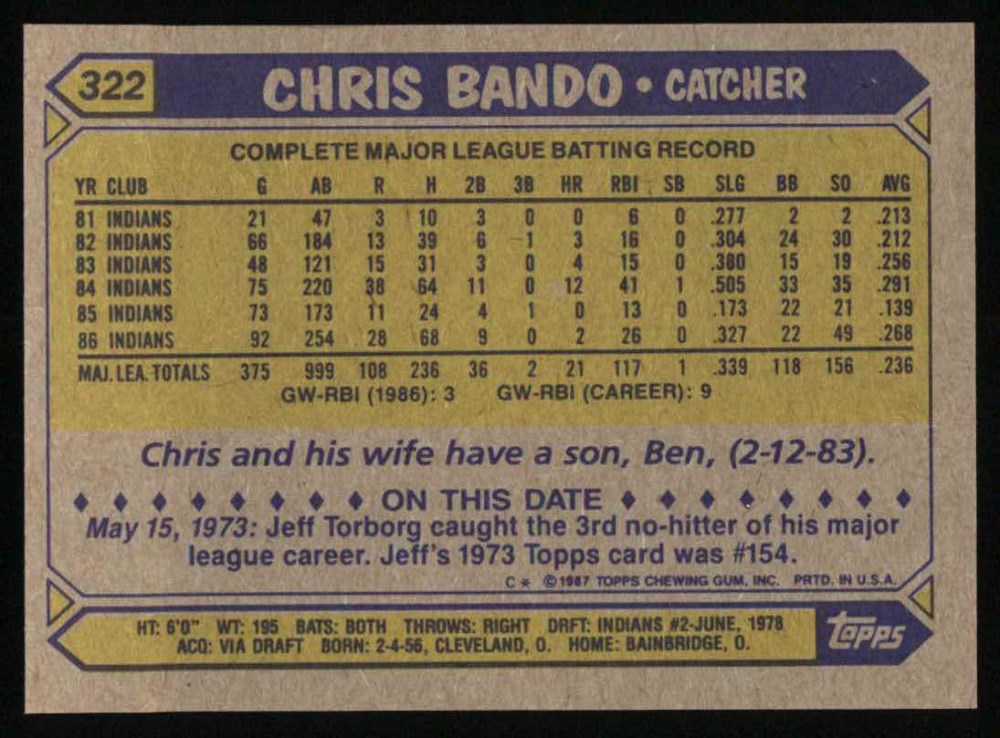 322 CHRIS BANDO • CATCHER
COMPLETE MAJOR LEAGUE BATTING RECORD
YR CLUB G AB R H 2B 3B HR RBI SB SLG BB SO AVG
81 INDIANS 21 47 3 10 3 0 0 6 0 .277 2 2 .213
82 INDIANS 66 184 13 39 6 1 3 16 0 .304 24 30 .212
83 INDIANS 48 121 15 31 3 0 4 15 0 .380 15 19 .256
84 INDIANS 75 220 38 64 11 0 12 41 1 .505 33 35 .291
85 INDIANS 73 173 11 24 4 1 0 13 0 .173 22 21 .139
86 INDIANS 92 254 28 68 9 0 2 26 0 .327 22 49 .268
MAJ. LEA. TOTALS 375 999 108 236 36 2 21 117 1 .339 118 156 .236
GW-RBI (1986): 3 GW-RBI (CAREER): 9
Chris and his wife have a son, Ben, (2-12-83).
♦ ♦ ♦ ♦ ♦ ♦ ♦ ♦ ON THIS DATE ♦ ♦ ♦ ♦ ♦ ♦ ♦ ♦
May 15, 1973: Jeff Torborg caught the 3rd no-hitter of his major
league career. Jeff's 1973 Topps card was #154.
C* © 1987 TOPPS CHEWING GUM, INC. PRTD. IN U.S.A.
HT: 6'0" WT: 195 BATS: BOTH THROWS: RIGHT DRFT: INDIANS #2-JUNE, 1978
ACQ: VIA DRAFT BORN: 2-4-56, CLEVELAND, O. HOME: BAINBRIDGE, O.
topps